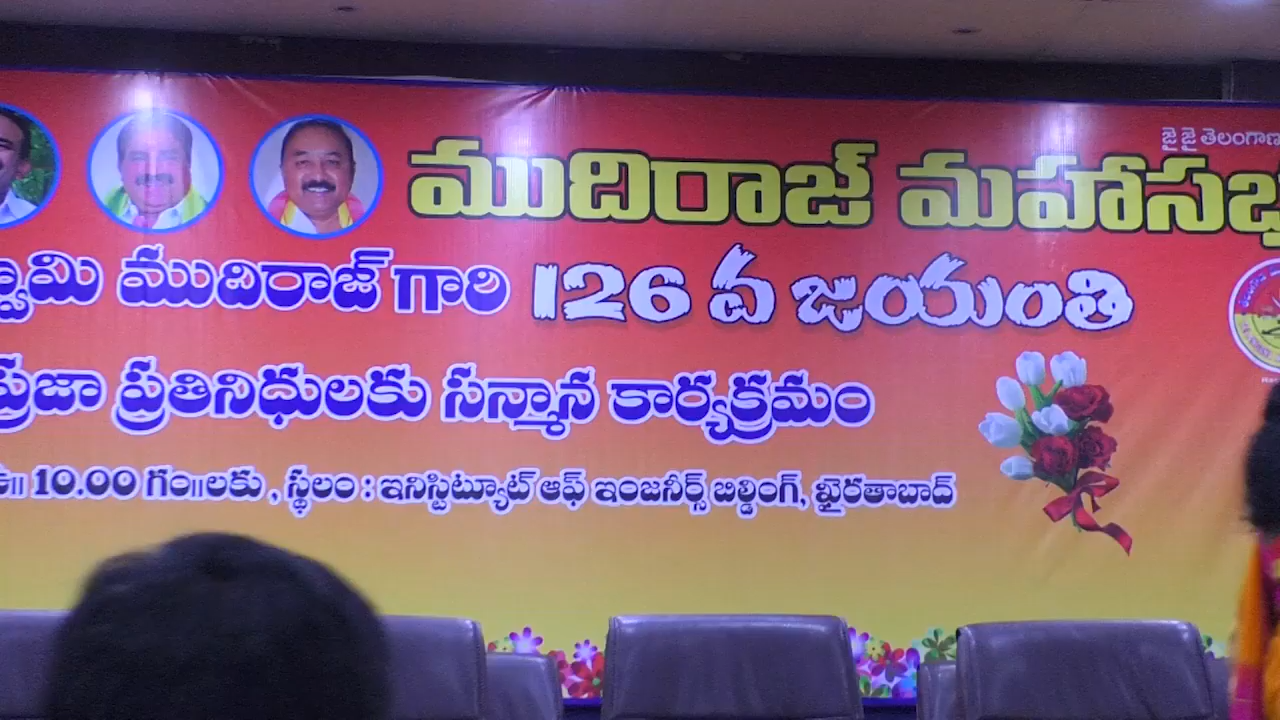 జై జై తెలంగాణ
ముదిరాజ్ మహాసభ
స్వామి ముదిరాజ్ గారి 126 వ జయంతి
ప్రజా ప్రతినిధులకు సన్మాన కార్యక్రమం
ఉ॥ 10.00 గం॥లకు , స్థలం : ఇనిస్టిట్యూట్ ఆఫ్ ఇంజనీర్స్ బిల్డింగ్, ఖైరతాబాద్